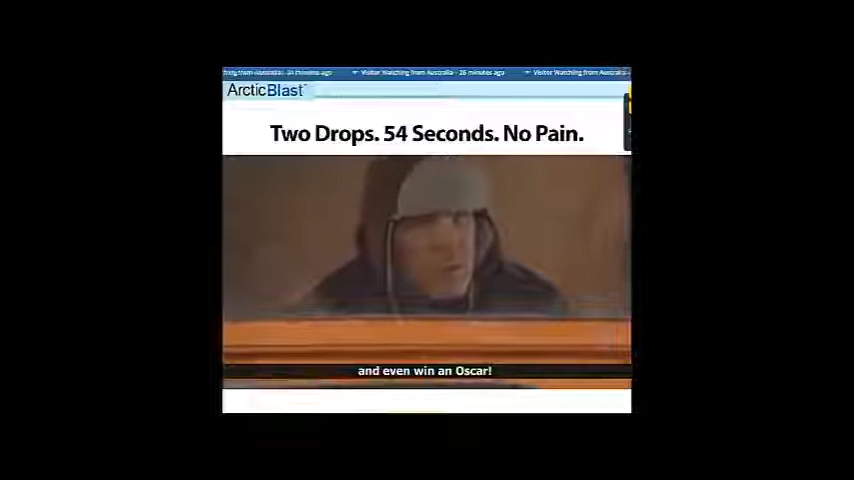 Visitor Watching from Australia - 26 minutes ago
Visitor Watching from Australia
ArcticBlast
Two Drops. 54 Seconds. No Pain.
and even win an Oscar!